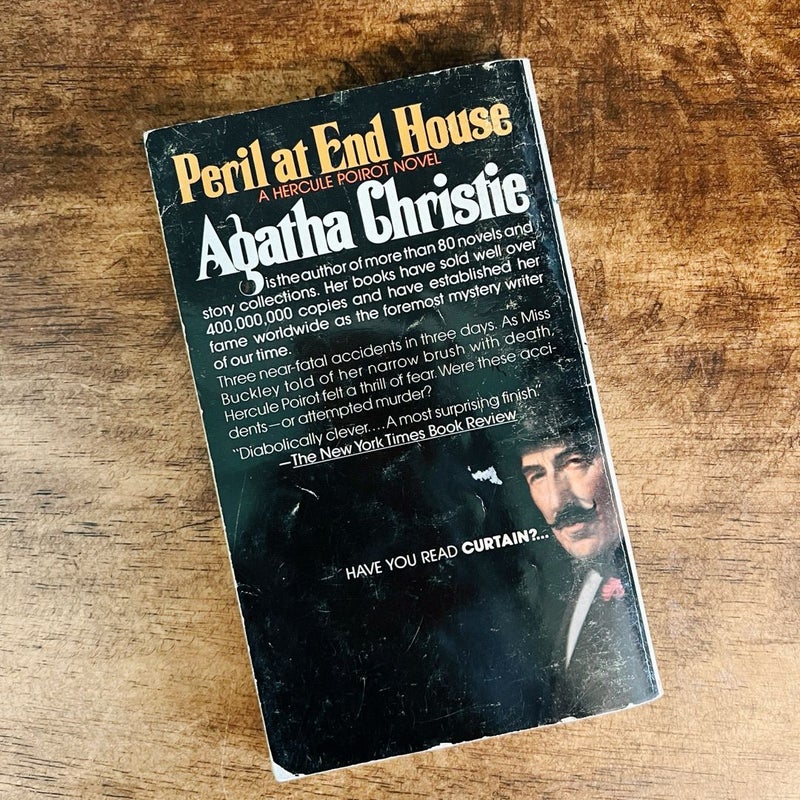 Peril at End House
A HERCULE POIROT NOVEL
Agatha Christie
is the author of more than 80 novels and
story collections. Her books have sold well over
400,000,000 copies and have established her
fame worldwide as the foremost mystery writer
of our time.
Three near-fatal accidents in three days. As Miss
Buckley told of her narrow brush with death,
Hercule Poirot felt a thrill of fear. Were these acci-
dents—or attempted murder?
"Diabolically clever....A most surprising finish."
—The New York Times Book Review
HAVE YOU READ CURTAIN?...